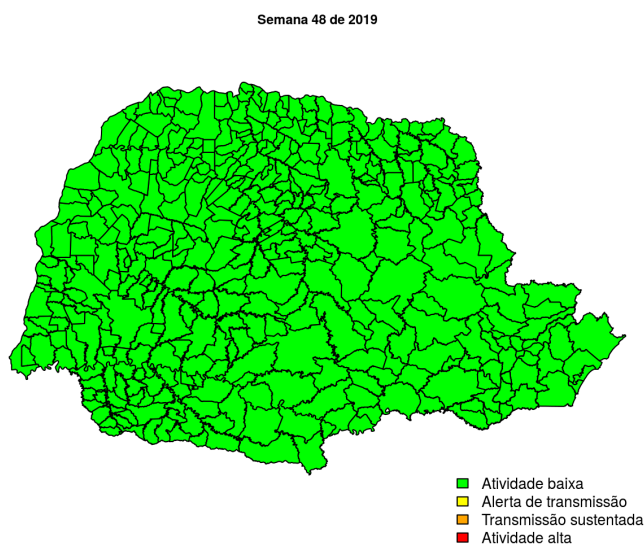 Semana 48 de 2019
Atividade baixa
Alerta de transmissão
Transmissão sustentada
Atividade alta